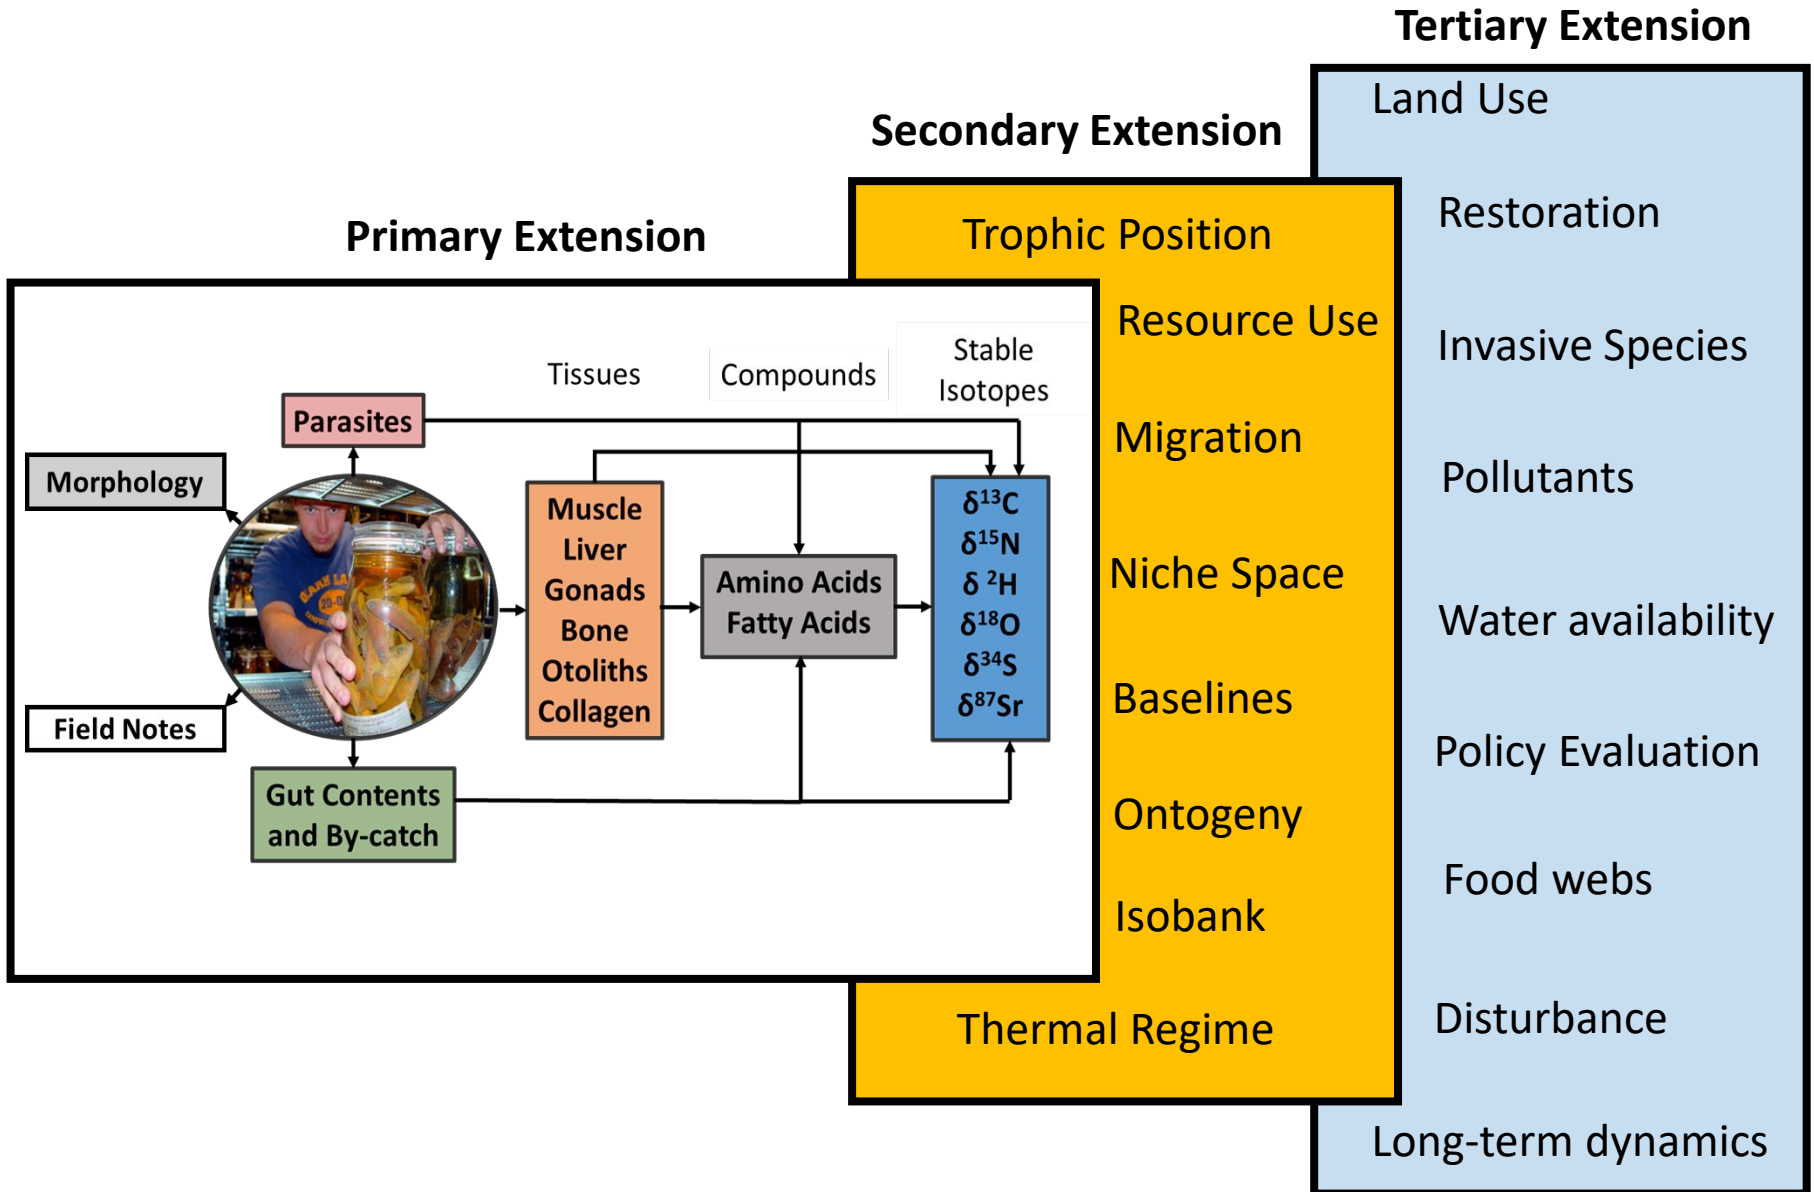 Tertiary Extension
Land Use
Restoration
Invasive Species
Pollutants
Water availability
Policy Evaluation
Food webs
Disturbance
Long-term dynamics
Secondary Extension
Trophic Position
Resource Use
Migration
Niche Space
Baselines
Ontogeny
Isobank
Thermal Regime
Primary Extension
Tissues
Compounds
Stable
Isotopes
Parasites
Morphology
Field Notes
Gut Contents
and By-catch
Muscle
Liver
Gonads
Bone
Otoliths
Collagen
Amino Acids
Fatty Acids
δ¹³C
δ¹⁵N
δ ²H
δ¹⁸O
δ³⁴S
δ⁸⁷Sr